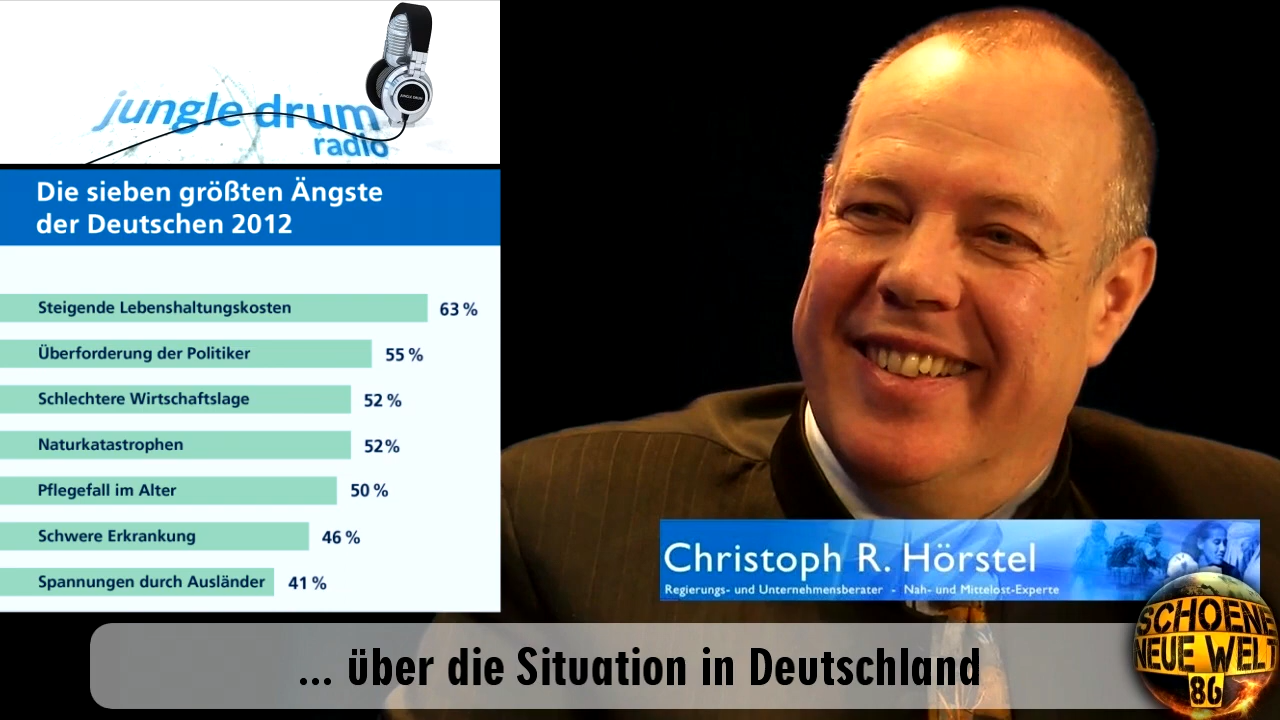 jungle drum
radio
Die sieben größten Ängste
der Deutschen 2012
Steigende Lebenshaltungskosten 63 %
Überforderung der Politiker 55 %
Schlechtere Wirtschaftslage 52 %
Naturkatastrophen 52%
Pflegefall im Alter 50 %
Schwere Erkrankung 46 %
Spannungen durch Ausländer 41 %
Christoph R. Hörstel
Regierungs- und Unternehmensberater - Nah- und Mittelost-Experte
SCHOENE
NEUE WELT
86
... über die Situation in Deutschland